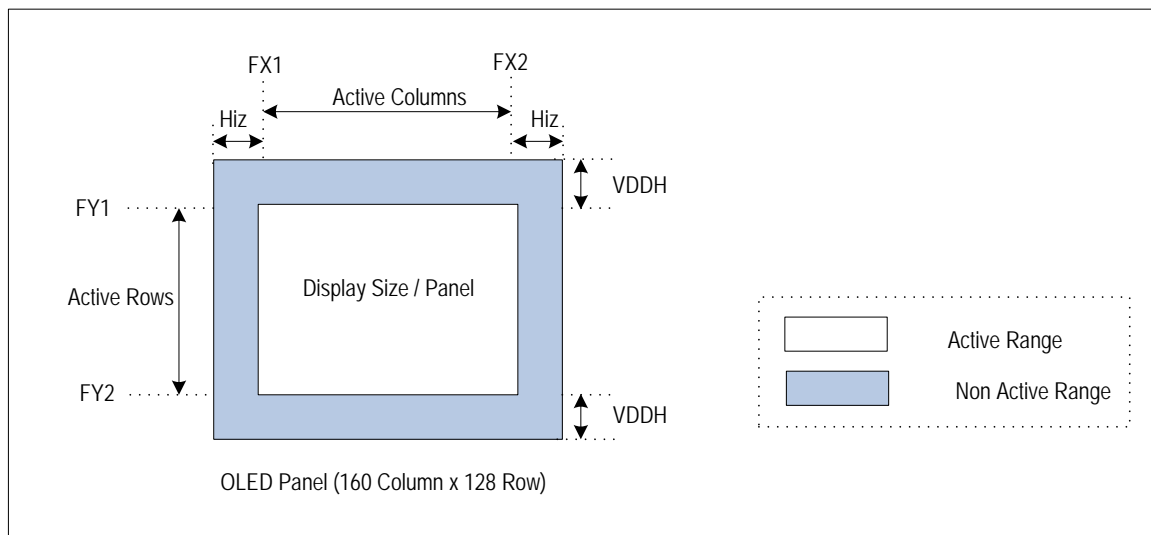 FX1 FX2
Active Columns
Hiz Hiz
VDDH
FY1
Active Rows
Display Size / Panel
FY2
VDDH
OLED Panel (160 Column x 128 Row)
Active Range
Non Active Range